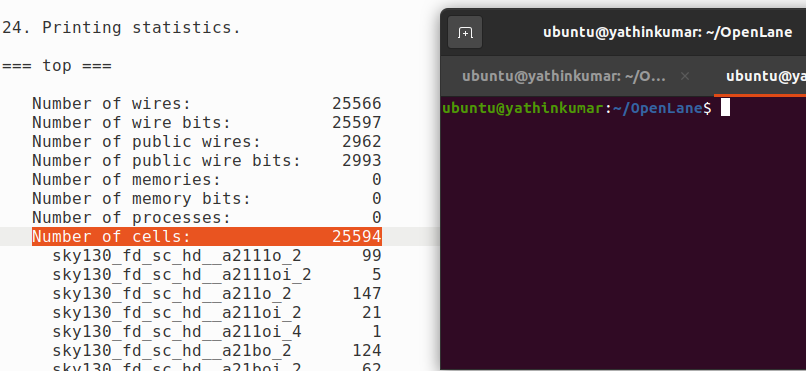 24. Printing statistics.
=== top ===
Number of wires: 25566
Number of wire bits: 25597
Number of public wires: 2962
Number of public wire bits: 2993
Number of memories: 0
Number of memory bits: 0
Number of processes: 0
Number of cells: 25594
sky130_fd_sc_hd__a2111o_2 99
sky130_fd_sc_hd__a2111oi_2 5
sky130_fd_sc_hd__a211o_2 147
sky130_fd_sc_hd__a211oi_2 21
sky130_fd_sc_hd__a211oi_4 1
sky130_fd_sc_hd__a21bo_2 124
sky130_fd_sc_hd__a21boi_2 62
ubuntu@yathinkumar: ~/OpenLane
ubuntu@yathinkumar: ~/O... ×
ubuntu@ya
ubuntu@yathinkumar:~/OpenLane$